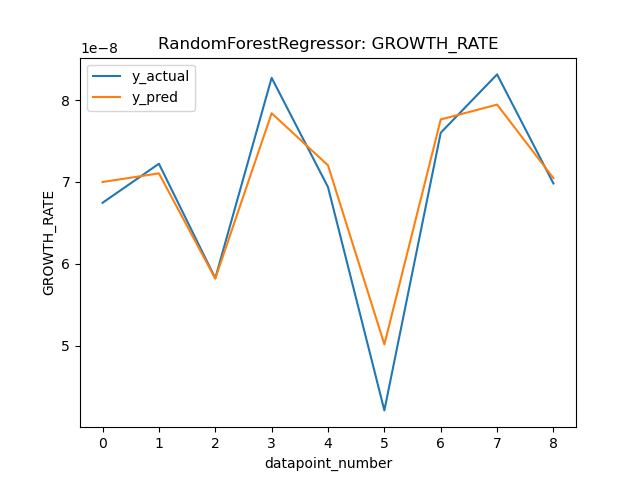 RandomForestRegressor: GROWTH_RATE
1e−8
y_actual
y_pred
8
7
6
5
GROWTH_RATE
0 1 2 3 4 5 6 7 8
datapoint_number